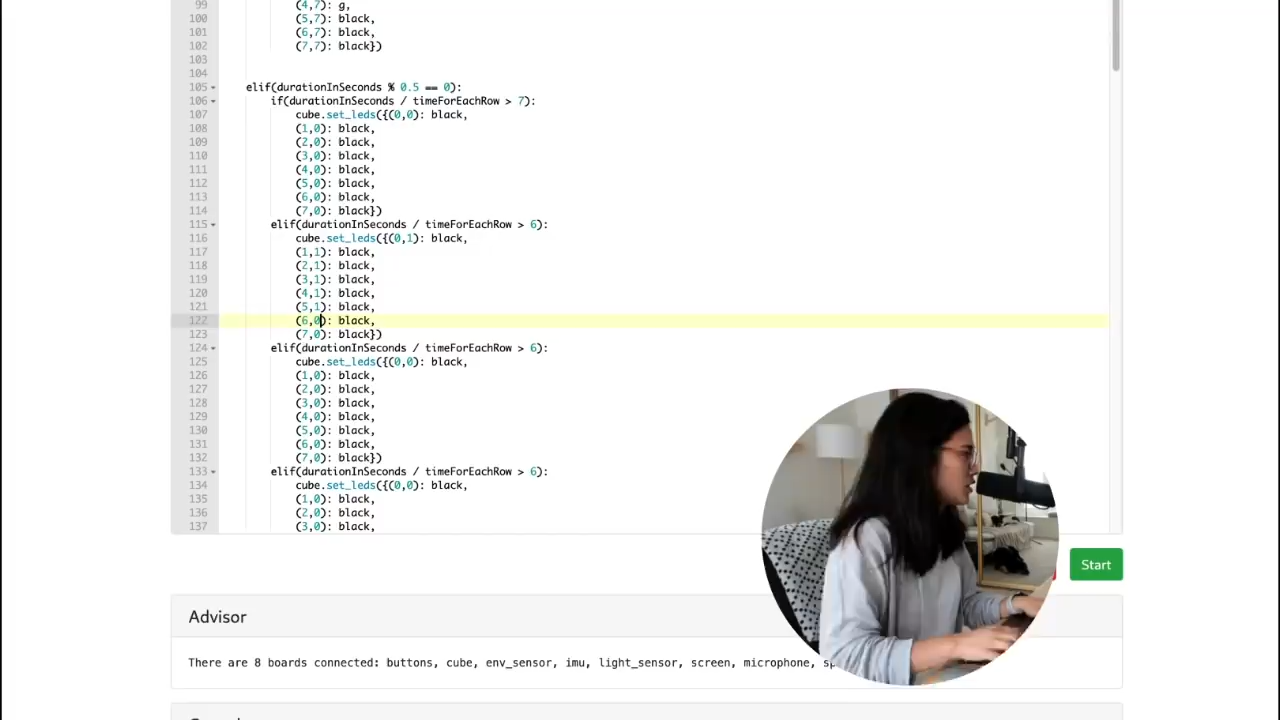 99 (4,7): g,
100 (5,7): black,
101 (6,7): black,
102 (7,7): black})
103
104
105 elif(durationInSeconds % 0.5 == 0):
106 if(durationInSeconds / timeForEachRow > 7):
107 cube.set_leds({(0,0): black,
108 (1,0): black,
109 (2,0): black,
110 (3,0): black,
111 (4,0): black,
112 (5,0): black,
113 (6,0): black,
114 (7,0): black})
115 elif(durationInSeconds / timeForEachRow > 6):
116 cube.set_leds({(0,1): black,
117 (1,1): black,
118 (2,1): black,
119 (3,1): black,
120 (4,1): black,
121 (5,1): black,
122 (6,0): black,
123 (7,0): black})
124 elif(durationInSeconds / timeForEachRow > 6):
125 cube.set_leds({(0,0): black,
126 (1,0): black,
127 (2,0): black,
128 (3,0): black,
129 (4,0): black,
130 (5,0): black,
131 (6,0): black,
132 (7,0): black})
133 elif(durationInSeconds / timeForEachRow > 6):
134 cube.set_leds({(0,0): black,
135 (1,0): black,
136 (2,0): black,
137 (3,0): black,
Start
Advisor
There are 8 boards connected: buttons, cube, env_sensor, imu, light_sensor, screen, microphone,